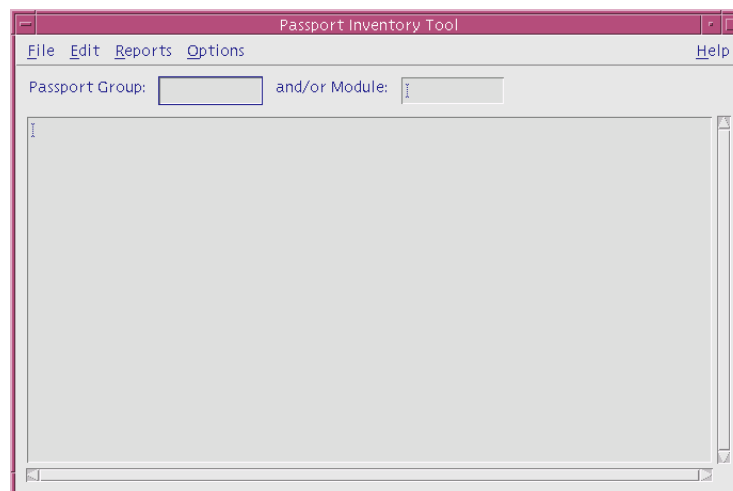 Passport Inventory Tool
File Edit Reports Options Help
Passport Group: and/or Module: